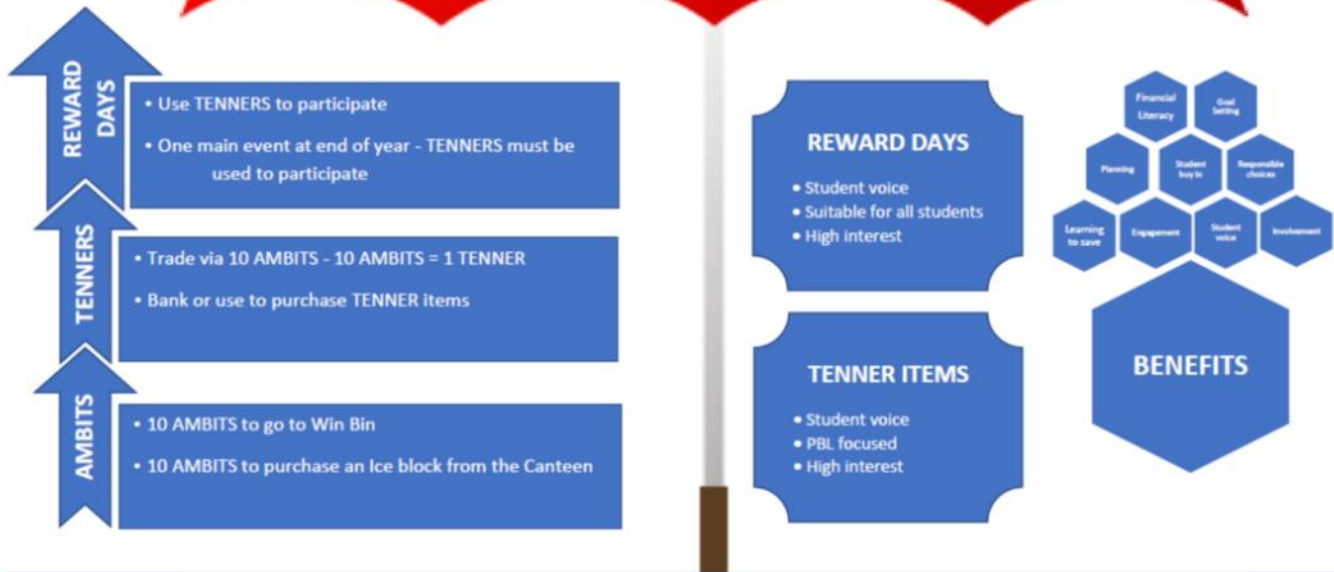 REWARD
DAYS
• Use TENNERS to participate
• One main event at end of year - TENNERS must be
used to participate
TENNERS
• Trade via 10 AMBITS - 10 AMBITS = 1 TENNER
• Bank or use to purchase TENNER items
AMBITS
• 10 AMBITS to go to Win Bin
• 10 AMBITS to purchase an Ice block from the Canteen
REWARD DAYS
• Student voice
• Suitable for all students
• High interest
TENNER ITEMS
• Student voice
• PBL focused
• High interest
Financial
Literacy
Goal
Setting
Planning
Student
buy in
Responsible
choices
Learning
to save
Engagement
Student
voice
Involvement
BENEFITS